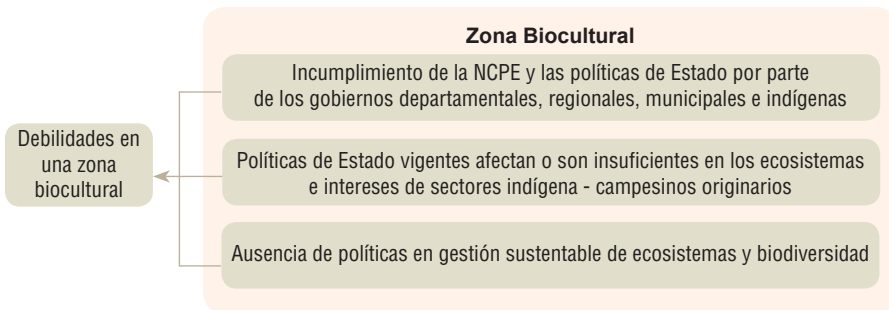 Zona Biocultural
Incumplimiento de la NCPE y las políticas de Estado por parte
de los gobiernos departamentales, regionales, municipales e indígenas
Debilidades en
una zona
biocultural
Políticas de Estado vigentes afectan o son insuficientes en los ecosistemas
e intereses de sectores indígena - campesinos originarios
Ausencia de políticas en gestión sustentable de ecosistemas y biodiversidad